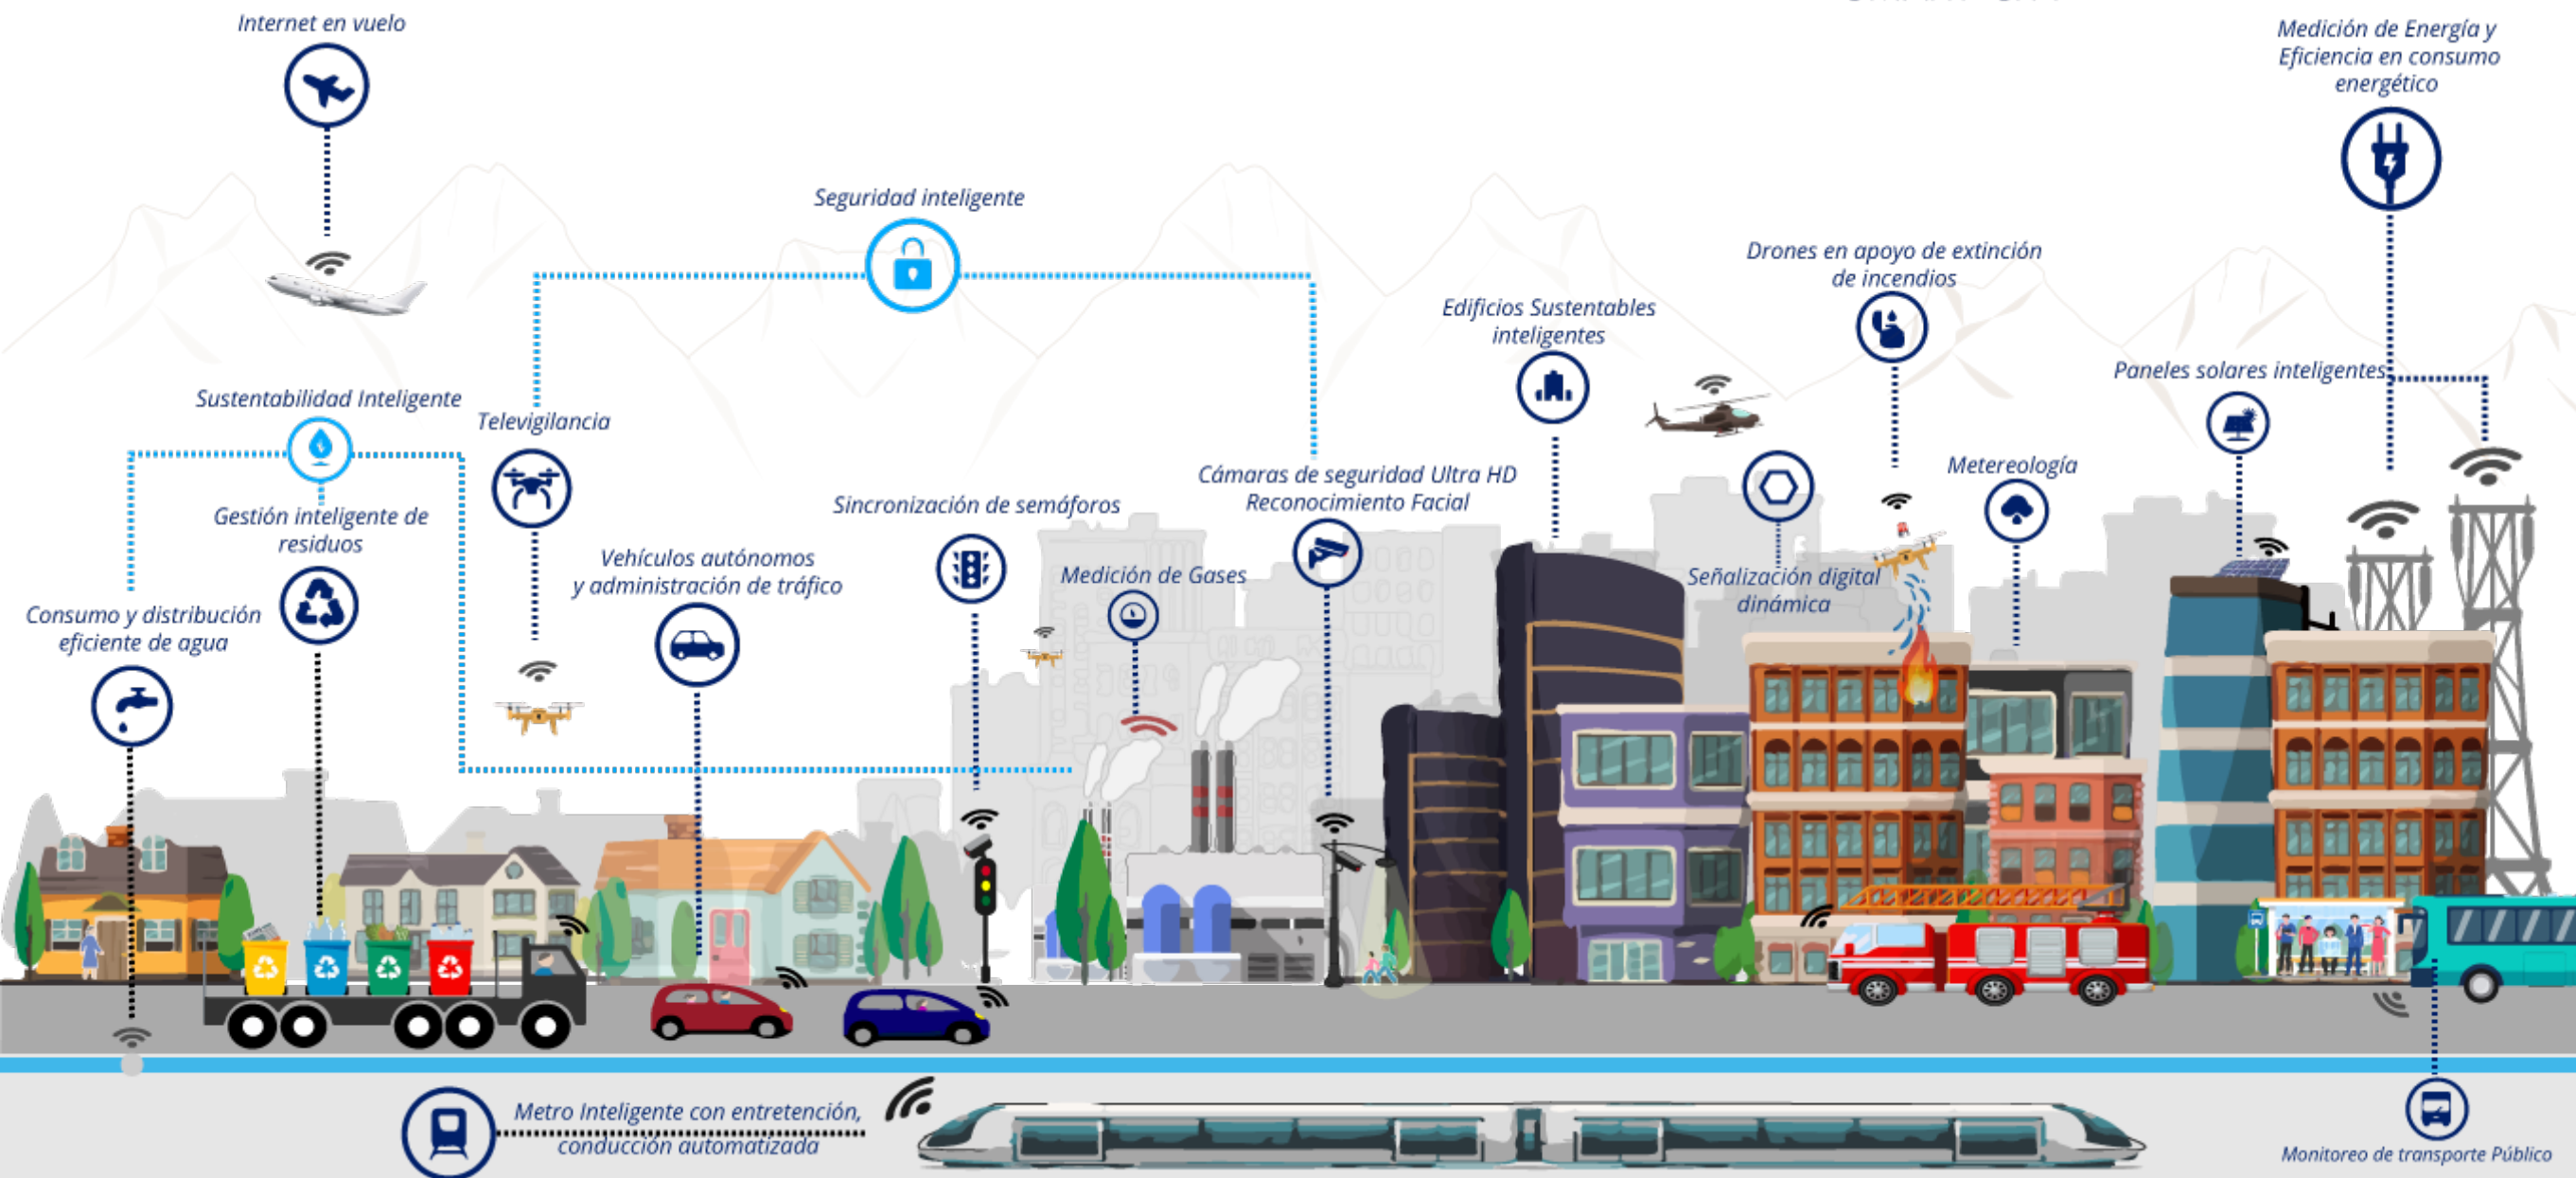 Internet en vuelo
Medición de Energía y
Eficiencia en consumo
energético
Seguridad inteligente
Drones en apoyo de extinción
de incendios
Edificios Sustentables
inteligentes
Paneles solares inteligentes
Sustentabilidad Inteligente
Televigilancia
Metereología
Cámaras de seguridad Ultra HD
Reconocimiento Facial
Sincronización de semáforos
Gestión inteligente de
residuos
Vehículos autónomos
y administración de tráfico
Medición de Gases
Señalización digital
dinámica
Consumo y distribución
eficiente de agua
Metro Inteligente con entretención,
conducción automatizada
Monitoreo de transporte Público